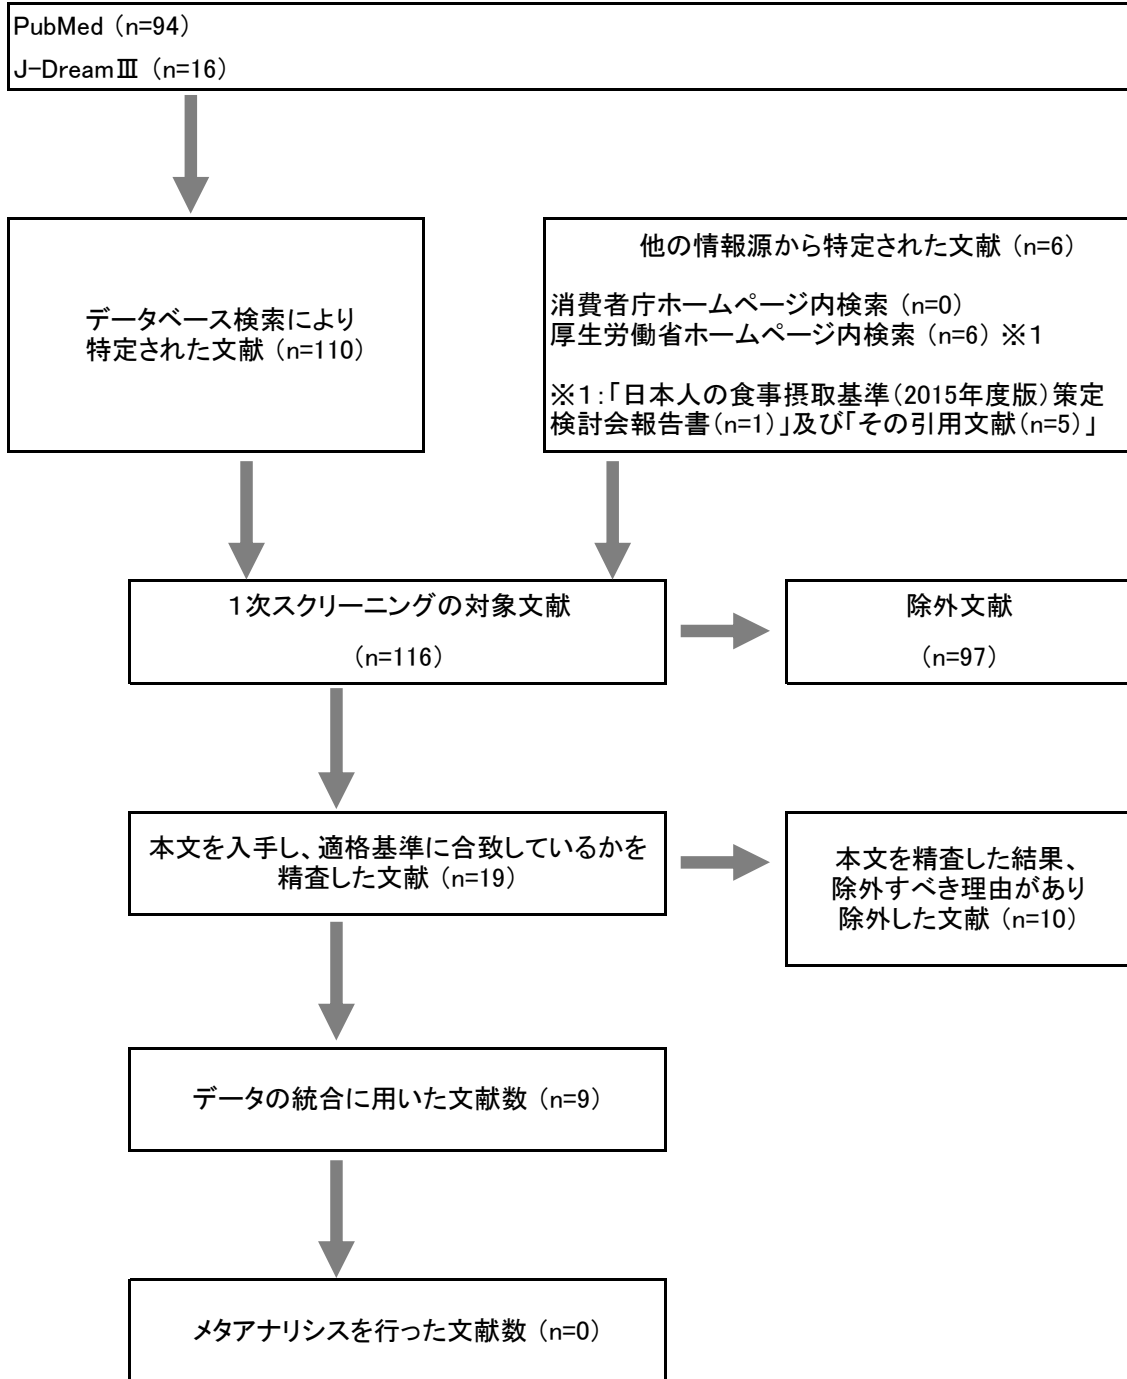 PubMed（n=94）
J-DreamⅢ（n=16）
データベース検索により
特定された文献（n=110）
他の情報源から特定された文献（n=6）
消費者庁ホームページ内検索（n=0）
厚生労働省ホームページ内検索（n=6）※１
※１：「日本人の食事摂取基準（2015年度版）策定
検討会報告書（n=1）」及び「その引用文献（n=5）」
１次スクリーニングの対象文献
（n=116）
除外文献
（n=97）
本文を入手し、適格基準に合致しているかを
精査した文献（n=19）
本文を精査した結果、
除外すべき理由があり
除外した文献（n=10）
データの統合に用いた文献数（n=9）
メタアナリシスを行った文献数（n=0）